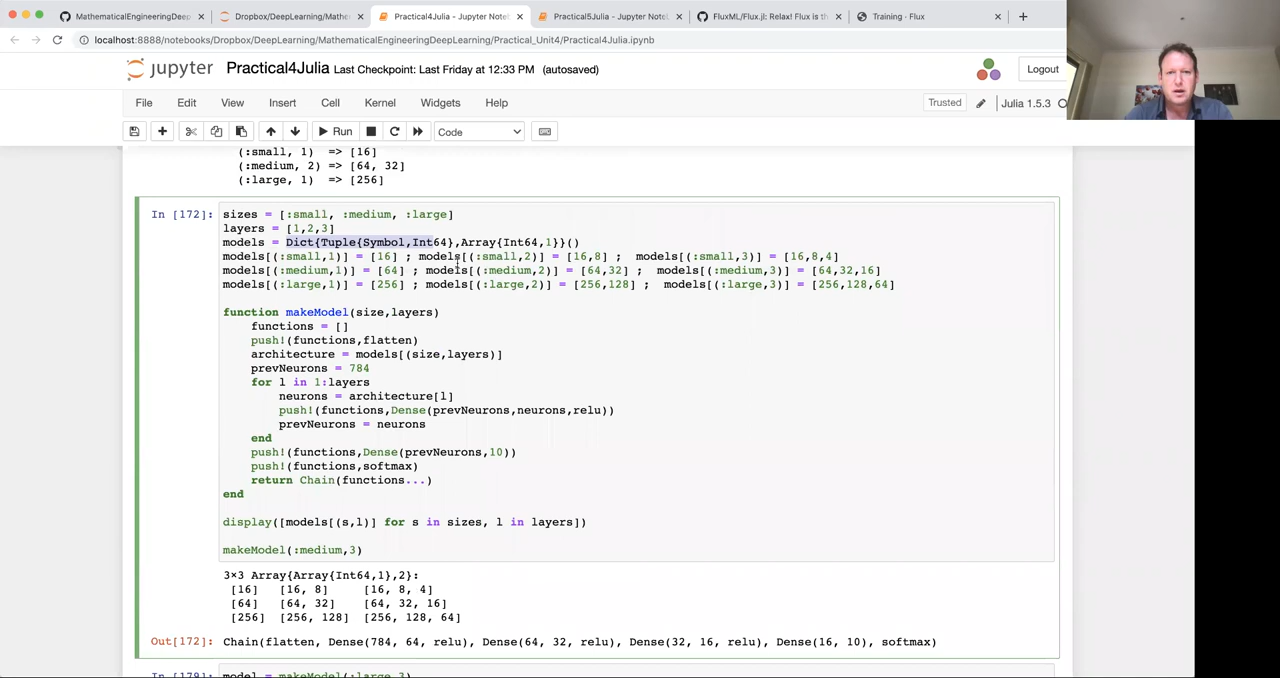 MathematicalEngineeringDeep
Dropbox/DeepLearning/Mathe
Practical4Julia - Jupyter Notel
Practical5Julia - Jupyter Notel
FluxML/Flux.jl: Relax! Flux is th
Training · Flux
localhost:8888/notebooks/Dropbox/DeepLearning/MathematicalEngineeringDeepLearning/Practical_Unit4/Practical4Julia.ipynb
jupyter Practical4Julia Last Checkpoint: Last Friday at 12:33 PM (autosaved)
Logout
File Edit View Insert Cell Kernel Widgets Help
Trusted
Julia 1.5.3
Run
Code
(:small, 1) => [16]
(:medium, 2) => [64, 32]
(:large, 1) => [256]
In [172]:
sizes = [:small, :medium, :large]
layers = [1,2,3]
models = Dict{Tuple{Symbol,Int64},Array{Int64,1}}()
models[(:small,1)] = [16] ; models[(:small,2)] = [16,8] ; models[(:small,3)] = [16,8,4]
models[(:medium,1)] = [64] ; models[(:medium,2)] = [64,32] ; models[(:medium,3)] = [64,32,16]
models[(:large,1)] = [256] ; models[(:large,2)] = [256,128] ; models[(:large,3)] = [256,128,64]
function makeModel(size,layers)
functions = []
push!(functions,flatten)
architecture = models[(size,layers)]
prevNeurons = 784
for l in 1:layers
neurons = architecture[l]
push!(functions,Dense(prevNeurons,neurons,relu))
prevNeurons = neurons
end
push!(functions,Dense(prevNeurons,10))
push!(functions,softmax)
return Chain(functions...)
end
display([models[(s,l)] for s in sizes, l in layers])
makeModel(:medium,3)
3×3 Array{Array{Int64,1},2}:
[16] [16, 8] [16, 8, 4]
[64] [64, 32] [64, 32, 16]
[256] [256, 128] [256, 128, 64]
Out[172]: Chain(flatten, Dense(784, 64, relu), Dense(64, 32, relu), Dense(32, 16, relu), Dense(16, 10), softmax)
In [179]: model = makeModel(:large,3)